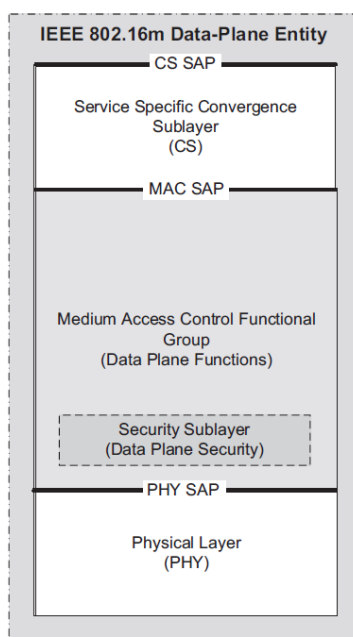 IEEE 802.16m Data-Plane Entity
CS SAP
Service Specific Convergence
Sublayer
(CS)
MAC SAP
Medium Access Control Functional
Group
(Data Plane Functions)
Security Sublayer
(Data Plane Security)
PHY SAP
Physical Layer
(PHY)